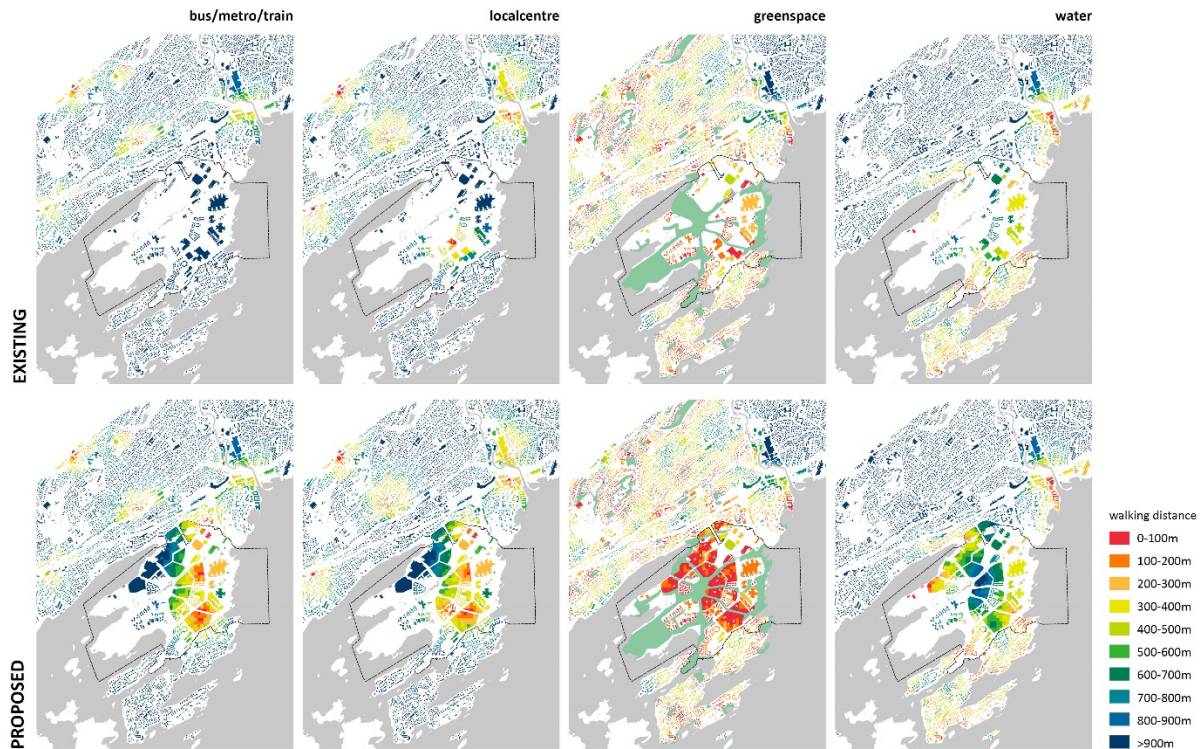 bus/metro/train
localcentre
greenspace
water
EXISTING
PROPOSED
walking distance
0-100m
100-200m
200-300m
300-400m
400-500m
500-600m
600-700m
700-800m
800-900m
>900m